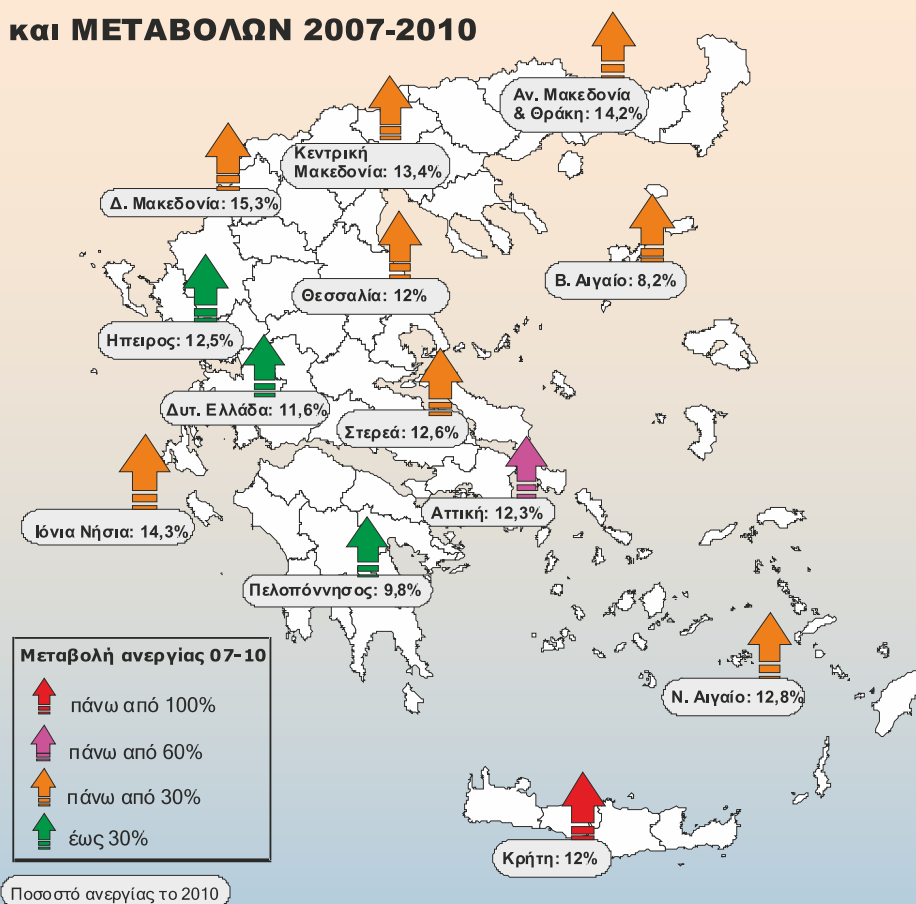 και ΜΕΤΑΒΟΛΩΝ 2007-2010
Αν. Μακεδονία
& Θράκη: 14,2%
Κεντρική
Μακεδονία: 13,4%
Δ. Μακεδονία: 15,3%
Β. Αιγαίο: 8,2%
Θεσσαλία: 12%
Ηπειρος: 12,5%
Δυτ. Ελλάδα: 11,6%
Στερεά: 12,6%
Αττική: 12,3%
Ιόνια Νήσια: 14,3%
Πελοπόννησος: 9,8%
Ν. Αιγαίο: 12,8%
Κρήτη: 12%
Μεταβολή ανεργίας 07-10
πάνω από 100%
πάνω από 60%
πάνω από 30%
έως 30%
Ποσοστό ανεργίας το 2010